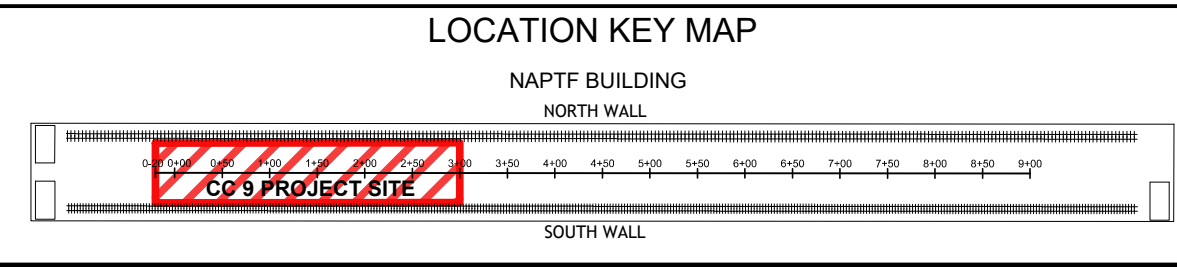 LOCATION KEY MAP
NAPTF BUILDING
NORTH WALL
0-20 0+00 0+50 1+00 1+50 2+00 2+50 3+00 3+50 4+00 4+50 5+00 5+50 6+00 6+50 7+00 7+50 8+00 8+50 9+00
CC 9 PROJECT SITE
SOUTH WALL